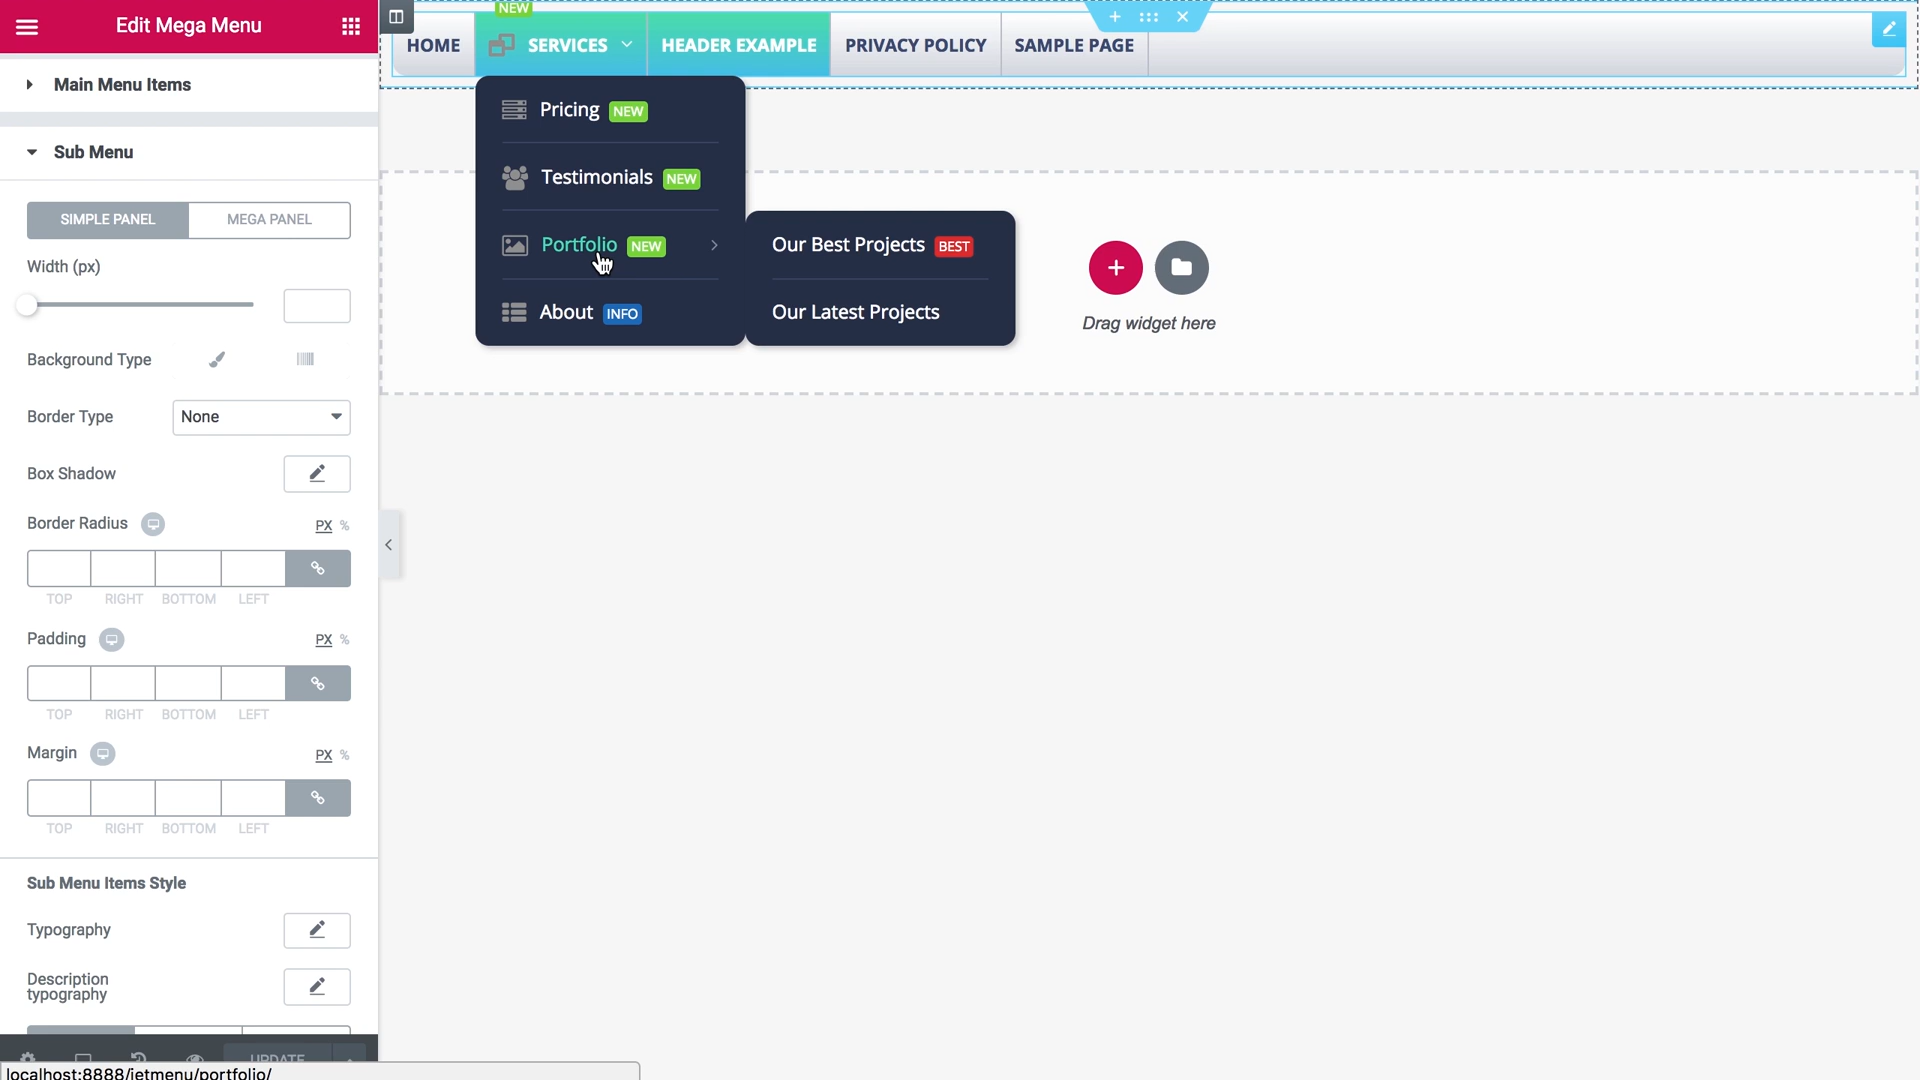 Edit Mega Menu
Main Menu Items
Sub Menu
SIMPLE PANEL
MEGA PANEL
Width (px)
Background Type
Border Type
None
Box Shadow
Border Radius
PX %
TOP RIGHT BOTTOM LEFT
Padding
PX %
TOP RIGHT BOTTOM LEFT
Margin
PX %
TOP RIGHT BOTTOM LEFT
Sub Menu Items Style
Typography
Description
typography
UPDATE
localhost:8888/jetmenu/portfolio/
NEW
HOME
SERVICES
HEADER EXAMPLE
PRIVACY POLICY
SAMPLE PAGE
Pricing NEW
Testimonials NEW
Portfolio NEW
About INFO
Our Best Projects BEST
Our Latest Projects
Drag widget here